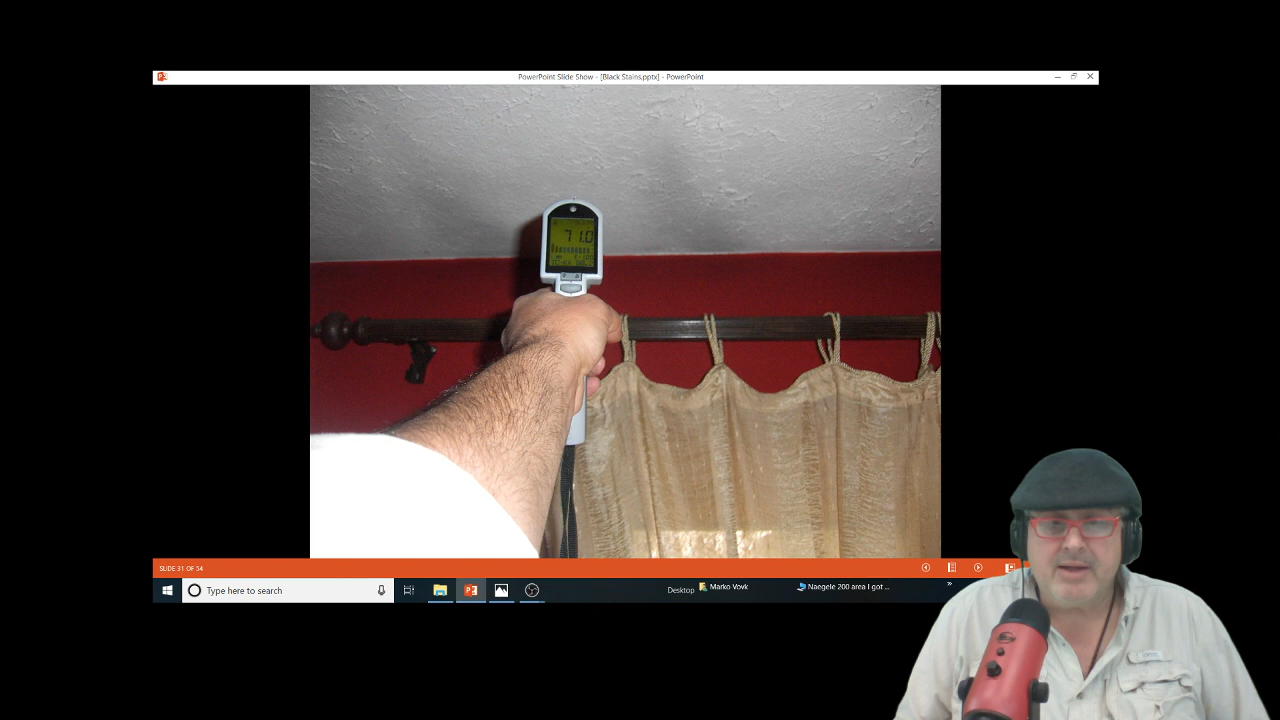 PowerPoint Slide Show - [Black Stains.pptx] - PowerPoint
71.0
SLIDE 31 OF 54
Type here to search
Desktop
Marko Vovk
Naegele 200 area I got ...